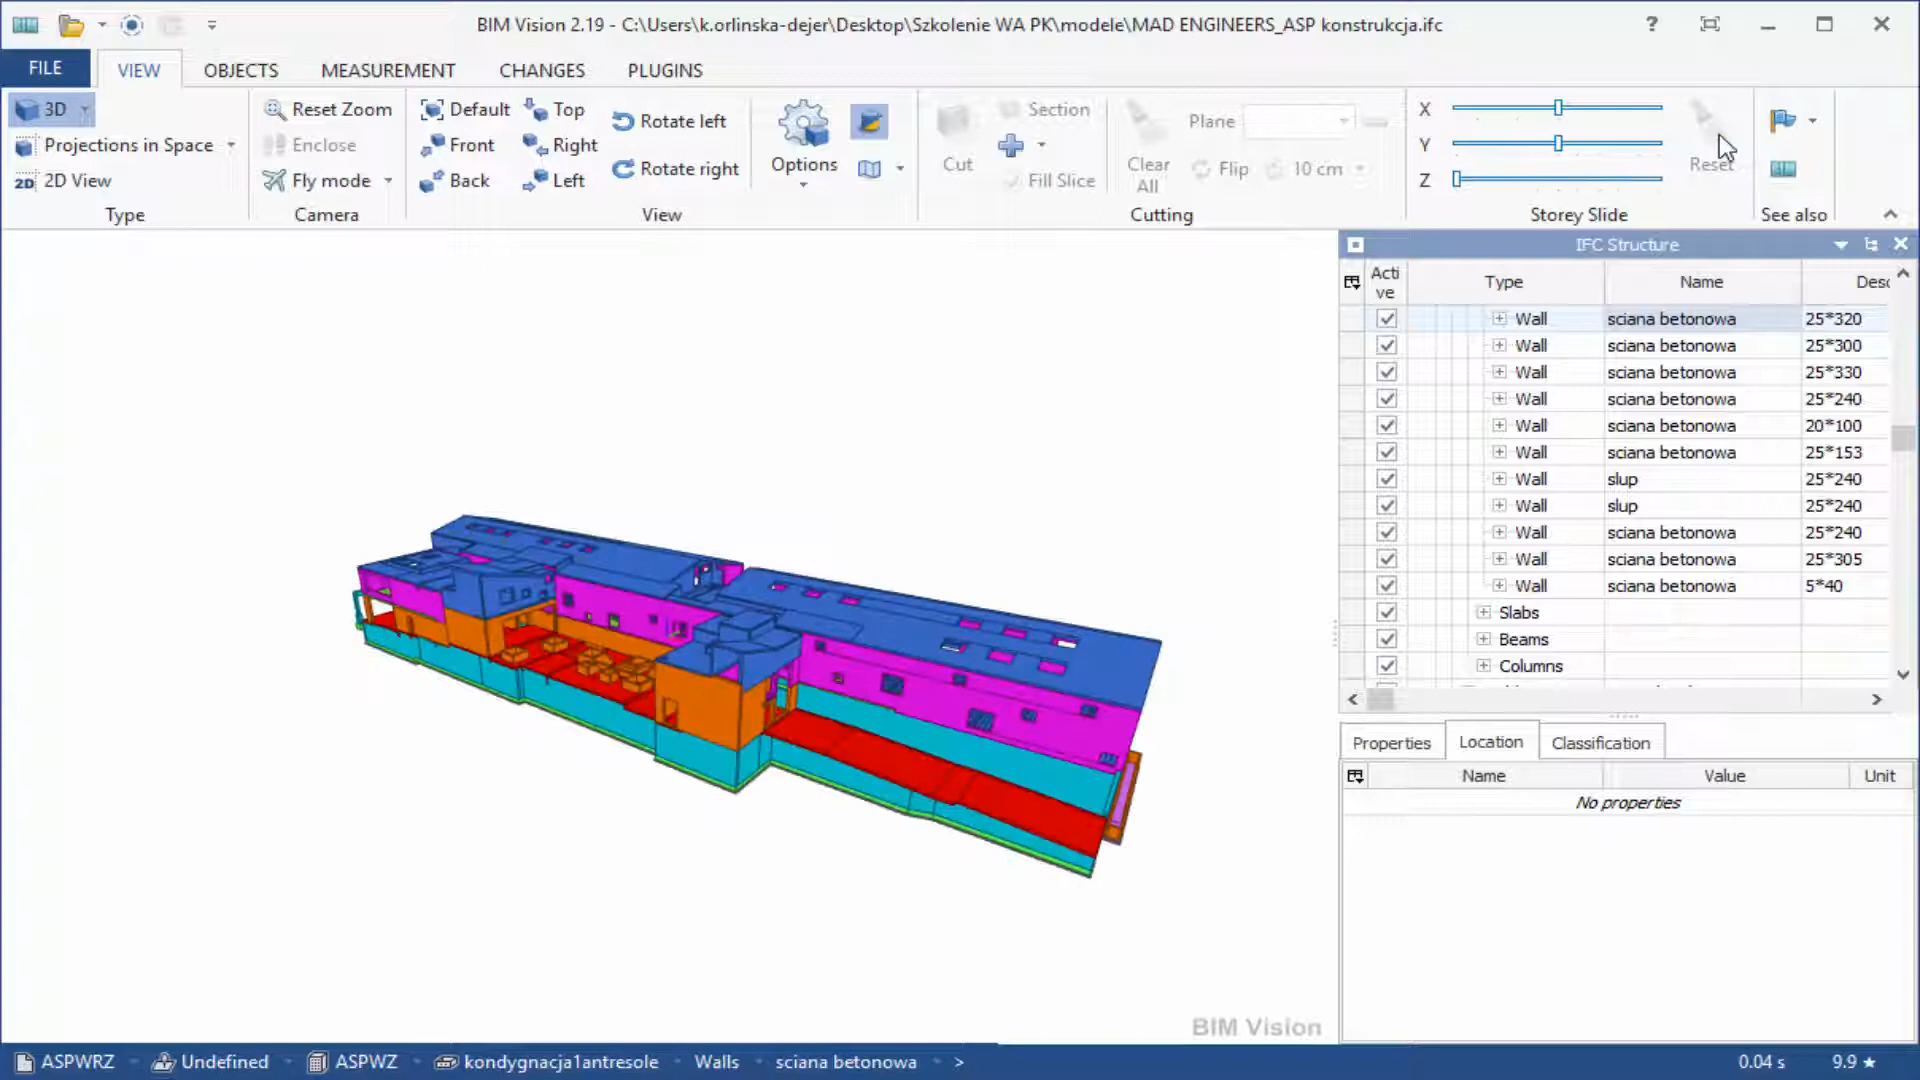 BIM Vision 2.19 - C:\Users\k.orlinska-dejer\Desktop\Szkolenie WA PK\modele\MAD ENGINEERS_ASP konstrukcja.ifc
FILE VIEW OBJECTS MEASUREMENT CHANGES PLUGINS
3D
Projections in Space
2D 2D View
Type
Reset Zoom
Enclose
Fly mode
Camera
Default Top
Front Right
Back Left
Rotate left
Rotate right
View
Options
Cut
Section
Fill Slice
Clear
All
Plane
Flip 10 cm
Cutting
X
Y
Z
Reset
Storey Slide
See also
IFC Structure
Acti
ve
Type Name Desc
Wall sciana betonowa 25*320
Wall sciana betonowa 25*300
Wall sciana betonowa 25*330
Wall sciana betonowa 25*240
Wall sciana betonowa 20*100
Wall sciana betonowa 25*153
Wall slup 25*240
Wall slup 25*240
Wall sciana betonowa 25*240
Wall sciana betonowa 25*305
Wall sciana betonowa 5*40
Slabs
Beams
Columns
Properties Location Classification
Name Value Unit
No properties
BIM Vision
ASPWRZ Undefined ASPWZ kondygnacja1antresole Walls sciana betonowa > 0.04 s 9.9 ★